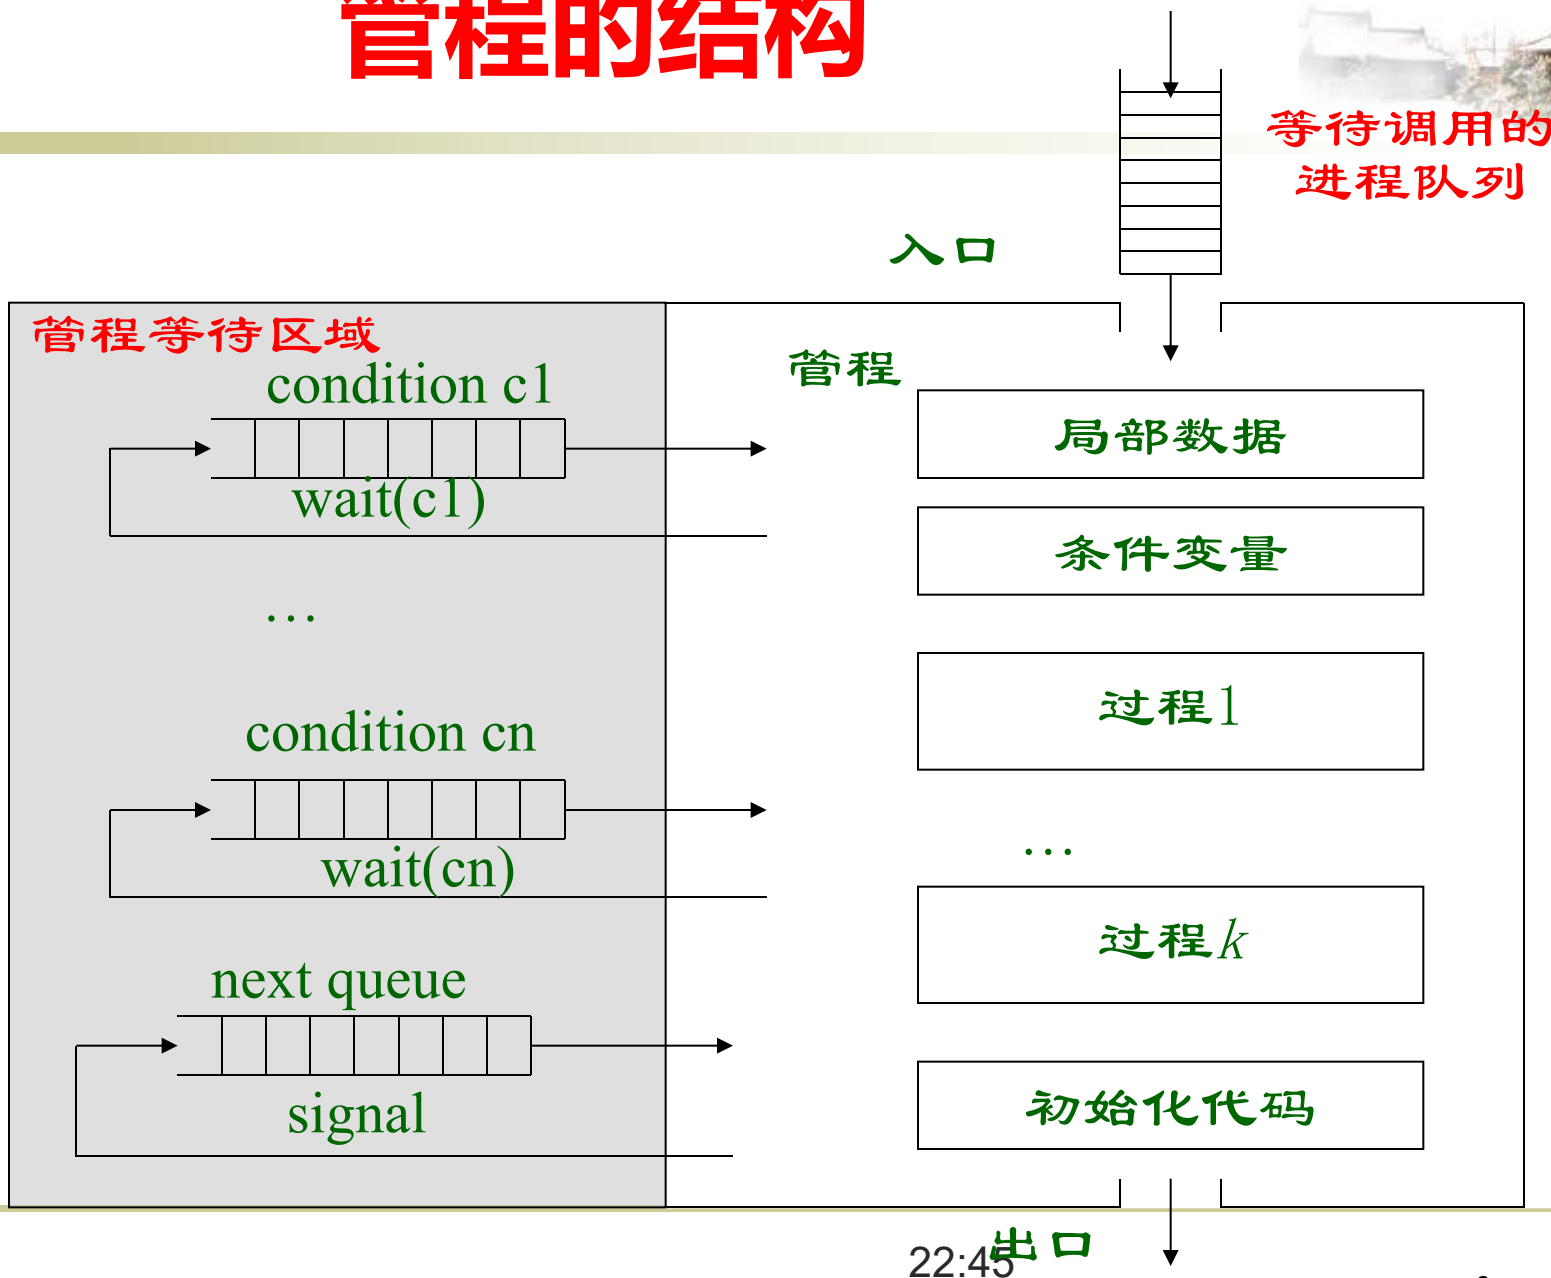 管程的结构
等待调用的
进程队列
入口
管程等待区域
condition c1
wait(c1)
…
condition cn
wait(cn)
next queue
signal
管程
局部数据
条件变量
过程1
…
过程k
初始化代码
出口
22:45